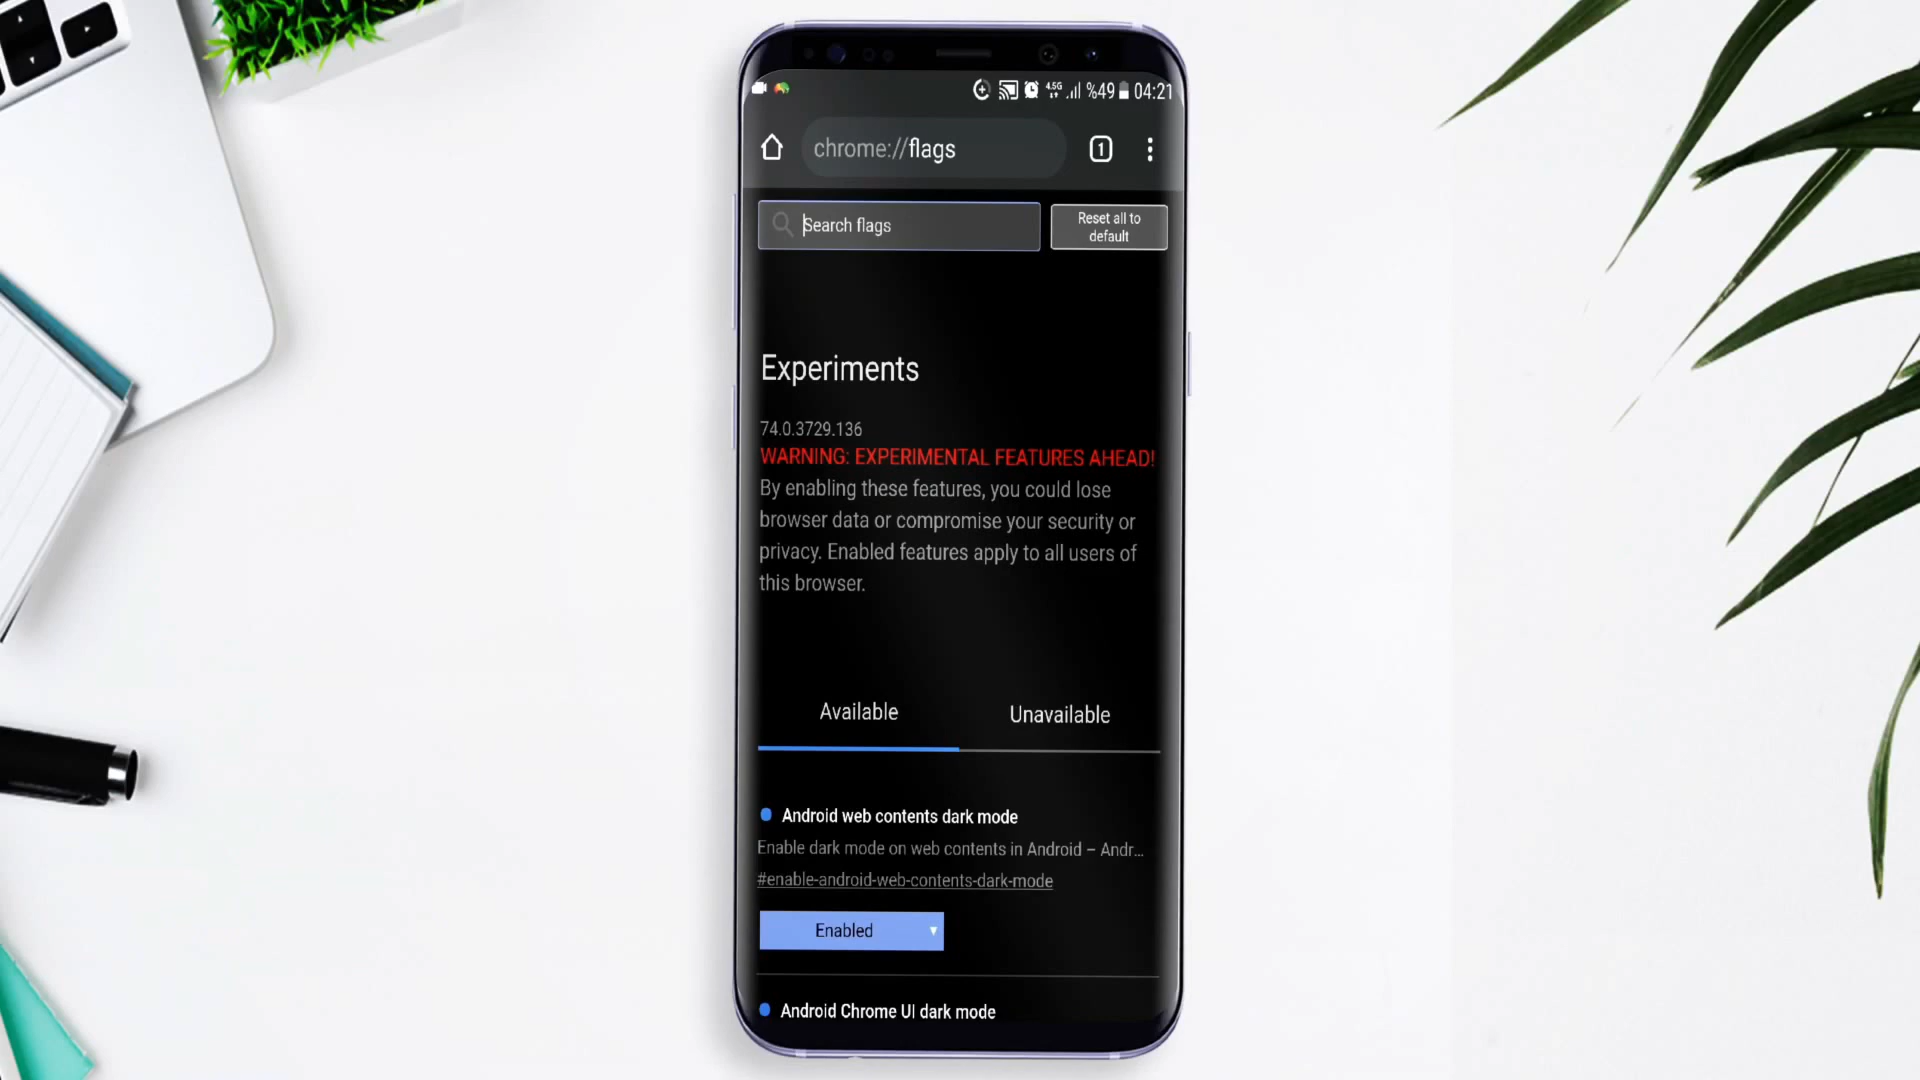 4.5G %49 04:21
chrome://flags 1
Search flags
Reset all to
default
Experiments
74.0.3729.136
WARNING: EXPERIMENTAL FEATURES AHEAD!
By enabling these features, you could lose
browser data or compromise your security or
privacy. Enabled features apply to all users of
this browser.
Available Unavailable
Android web contents dark mode
Enable dark mode on web contents in Android – Andr...
#enable-android-web-contents-dark-mode
Enabled
Android Chrome UI dark mode